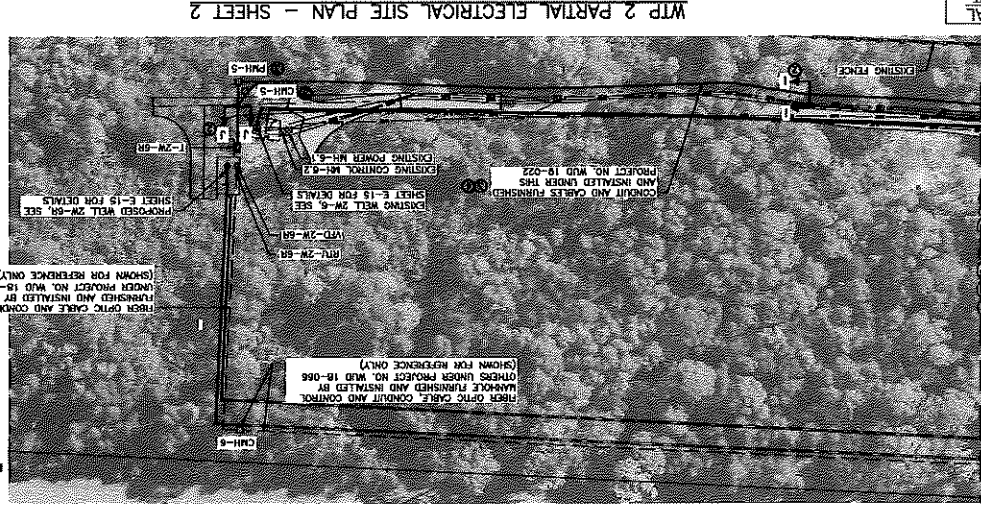 FIBER OPTIC CABLE, CONDUIT AND CONTROL
MANHOLE FURNISHED AND INSTALLED BY
OTHERS UNDER PROJECT NO. WUD 18-066
(SHOWN FOR REFERENCE ONLY)
CMH-6
FIBER OPTIC CABLE AND
FURNISHED AND INSTALLED BY
UNDER PROJECT NO. WUD 18-
(SHOWN FOR REFERENCE ONLY)
RTU-2W-6R
VFD-2W-6R
PROPOSED WELL 2W-6R, SEE
SHEET E-15 FOR DETAILS
EXISTING WELL 2W-6, SEE
SHEET E-15 FOR DETAILS
CONDUIT AND CABLES FURNISHED
AND INSTALLED UNDER THIS
PROJECT NO. WUD 19-022
EXISTING CONTROL MH-6.2
EXISTING POWER MH-6.1
T-2W-6R
J
J
I
I
I
CMH-5
PMH-5
2
EXISTING FENCE
WTP 2 PARTIAL ELECTRICAL SITE PLAN - SHEET 2